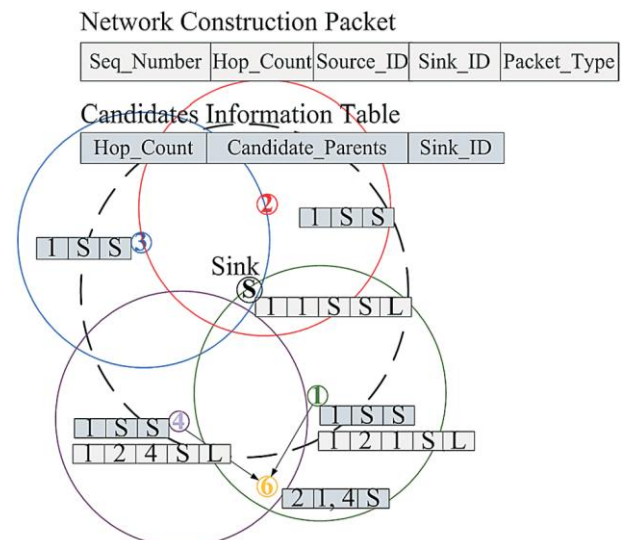 Network Construction Packet
Seq_Number Hop_Count Source_ID Sink_ID Packet_Type
Candidates Information Table
Hop_Count Candidate_Parents Sink_ID
2
1 S S
1 S S 3
Sink
S
1 1 S S L
1
1 S S
1 2 1 S L
4
1 S S
1 2 4 S L
6
2 1, 4 S